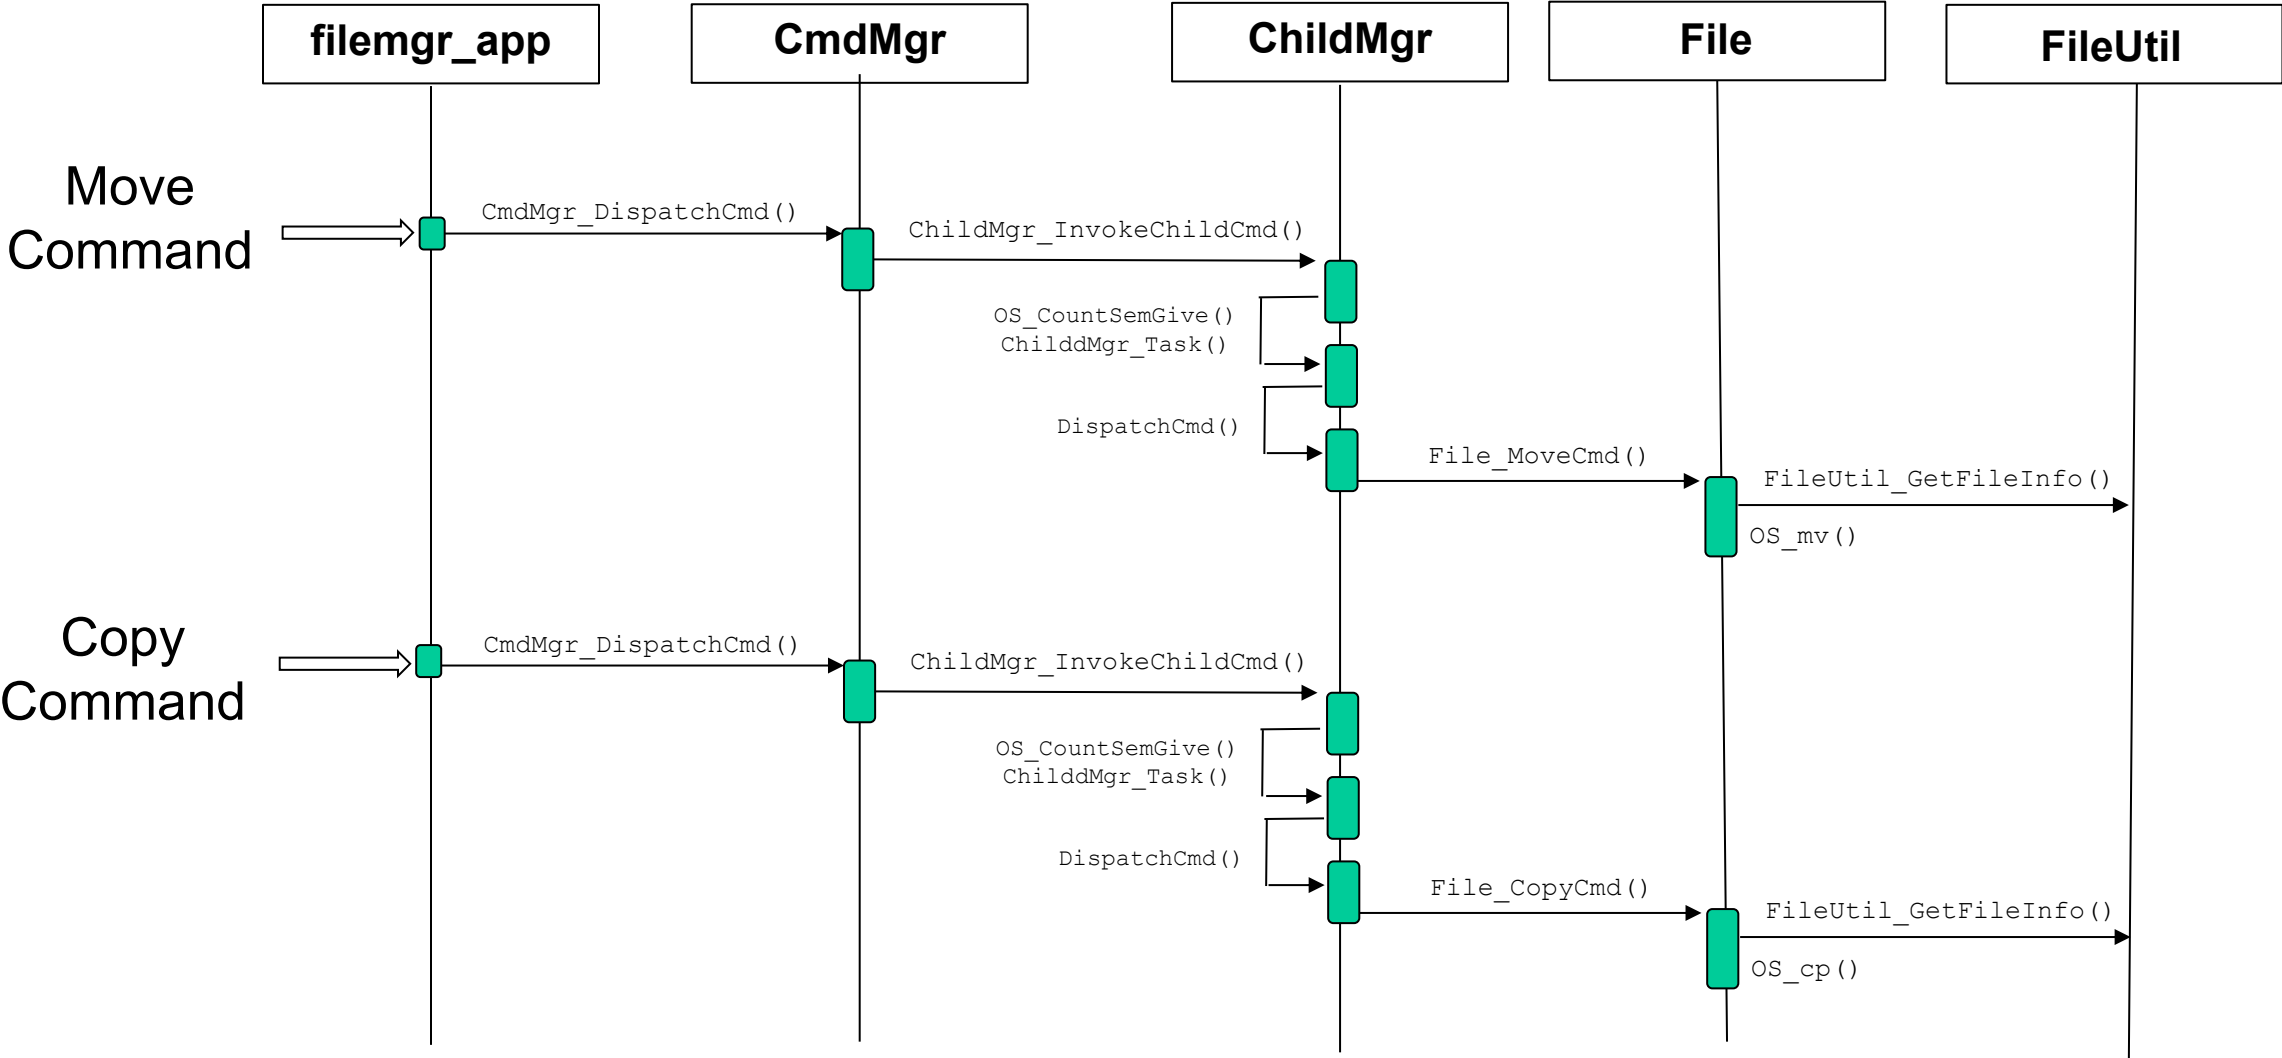 filemgr_app
CmdMgr
ChildMgr
File
FileUtil
Move
Command
CmdMgr_DispatchCmd()
ChildMgr_InvokeChildCmd()
OS_CountSemGive()
ChilddMgr_Task()
DispatchCmd()
File_MoveCmd()
FileUtil_GetFileInfo()
OS_mv()
Copy
Command
CmdMgr_DispatchCmd()
ChildMgr_InvokeChildCmd()
OS_CountSemGive()
ChilddMgr_Task()
DispatchCmd()
File_CopyCmd()
FileUtil_GetFileInfo()
OS_cp()